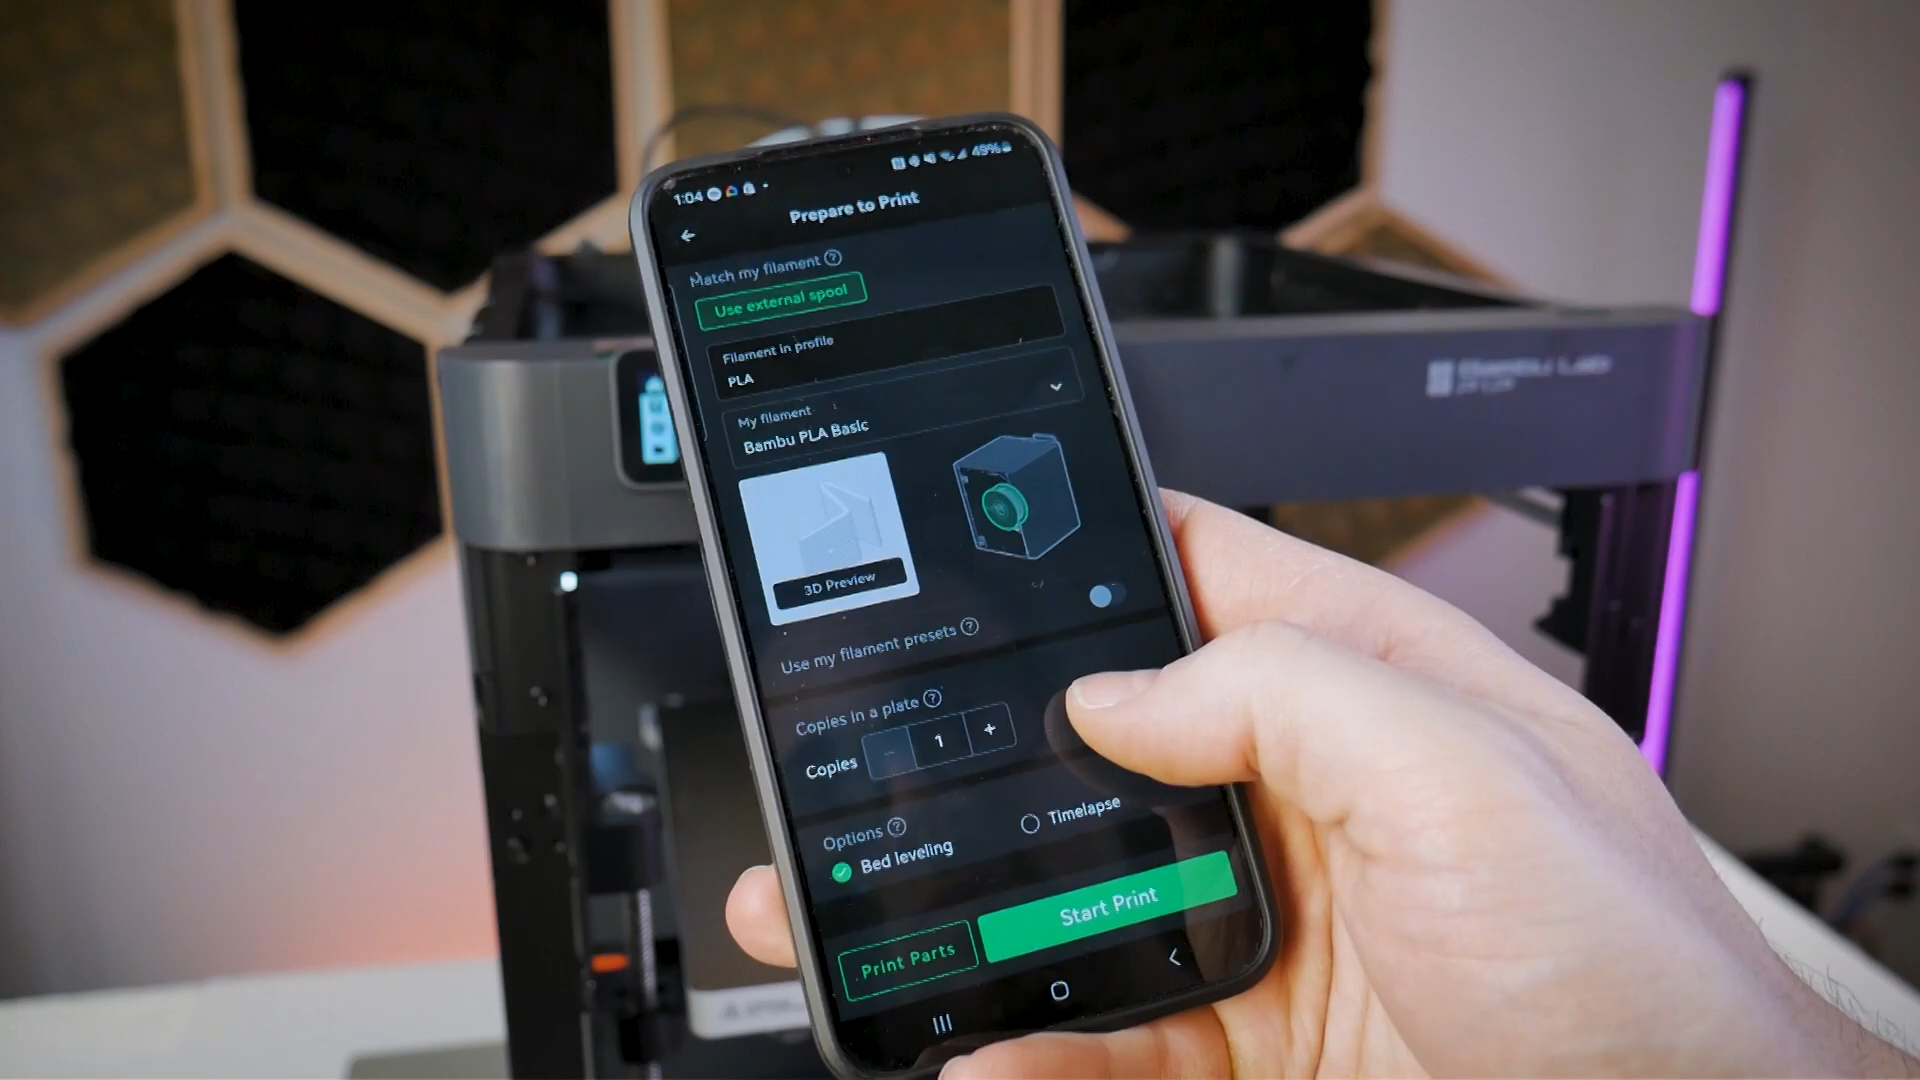 1:04
49%
Prepare to Print
Match my filament
Use external spool
Filament in profile
PLA
My filament
Bambu PLA Basic
3D Preview
Use my filament presets
Copies in a plate
Copies
1
+
Options
Bed leveling
Timelapse
Print Parts
Start Print
Bambu Lab